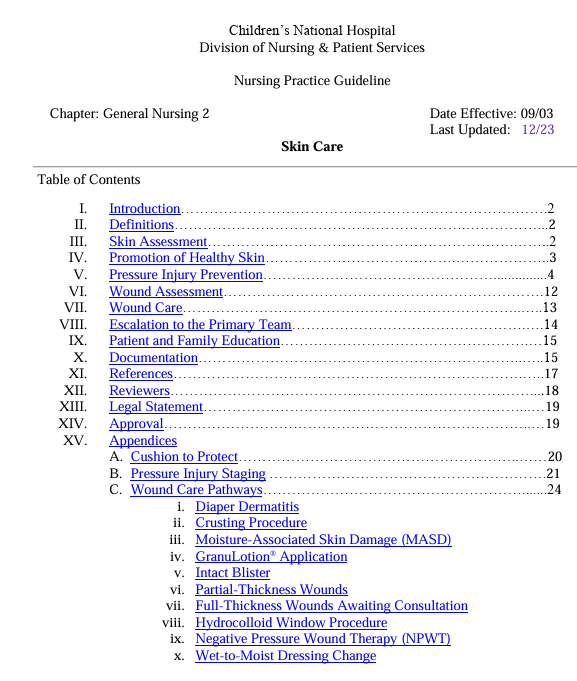 Children's National Hospital
Division of Nursing & Patient Services
Nursing Practice Guideline
Chapter: General Nursing 2 Date Effective: 09/03
Last Updated: 12/23
Skin Care
Table of Contents
I. Introduction……………………………………………………………………2
II. Definitions……………………………………………………………………..2
III. Skin Assessment………………………………………………………………2
IV. Promotion of Healthy Skin……………………………………………………3
V. Pressure Injury Prevention……………………………………………................4
VI. Wound Assessment……………………………………………………………12
VII. Wound Care……………………………………………………………………13
VIII. Escalation to the Primary Team………………………………………………14
IX. Patient and Family Education…………………………………………………15
X. Documentation…………………………………………………………………15
XI. References………………………………………………………………………17
XII. Reviewers……………………………………………………………………...18
XIII. Legal Statement…………………………………………………………………19
XIV. Approval…………………………………………………………………………19
XV. Appendices
A. Cushion to Protect……………………………………………………………20
B. Pressure Injury Staging ………………………………………………………21
C. Wound Care Pathways…………………………………………………......24
i. Diaper Dermatitis
ii. Crusting Procedure
iii. Moisture-Associated Skin Damage (MASD)
iv. GranuLotion® Application
v. Intact Blister
vi. Partial-Thickness Wounds
vii. Full-Thickness Wounds Awaiting Consultation
viii. Hydrocolloid Window Procedure
ix. Negative Pressure Wound Therapy (NPWT)
x. Wet-to-Moist Dressing Change